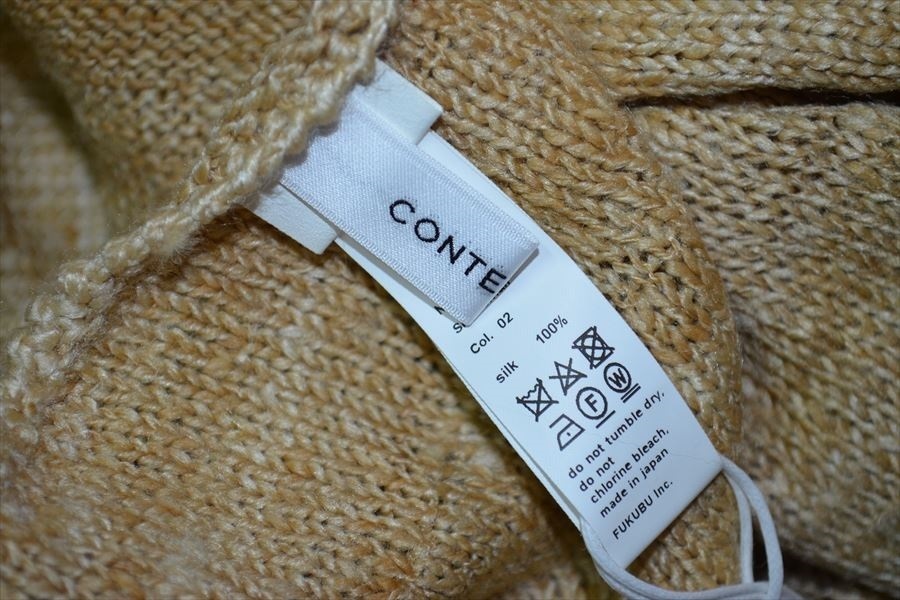 CONTE
Col. 02
silk 100%
F W
do not tumble dry,
do not
chlorine bleach,
made in japan
FUKUBU Inc.